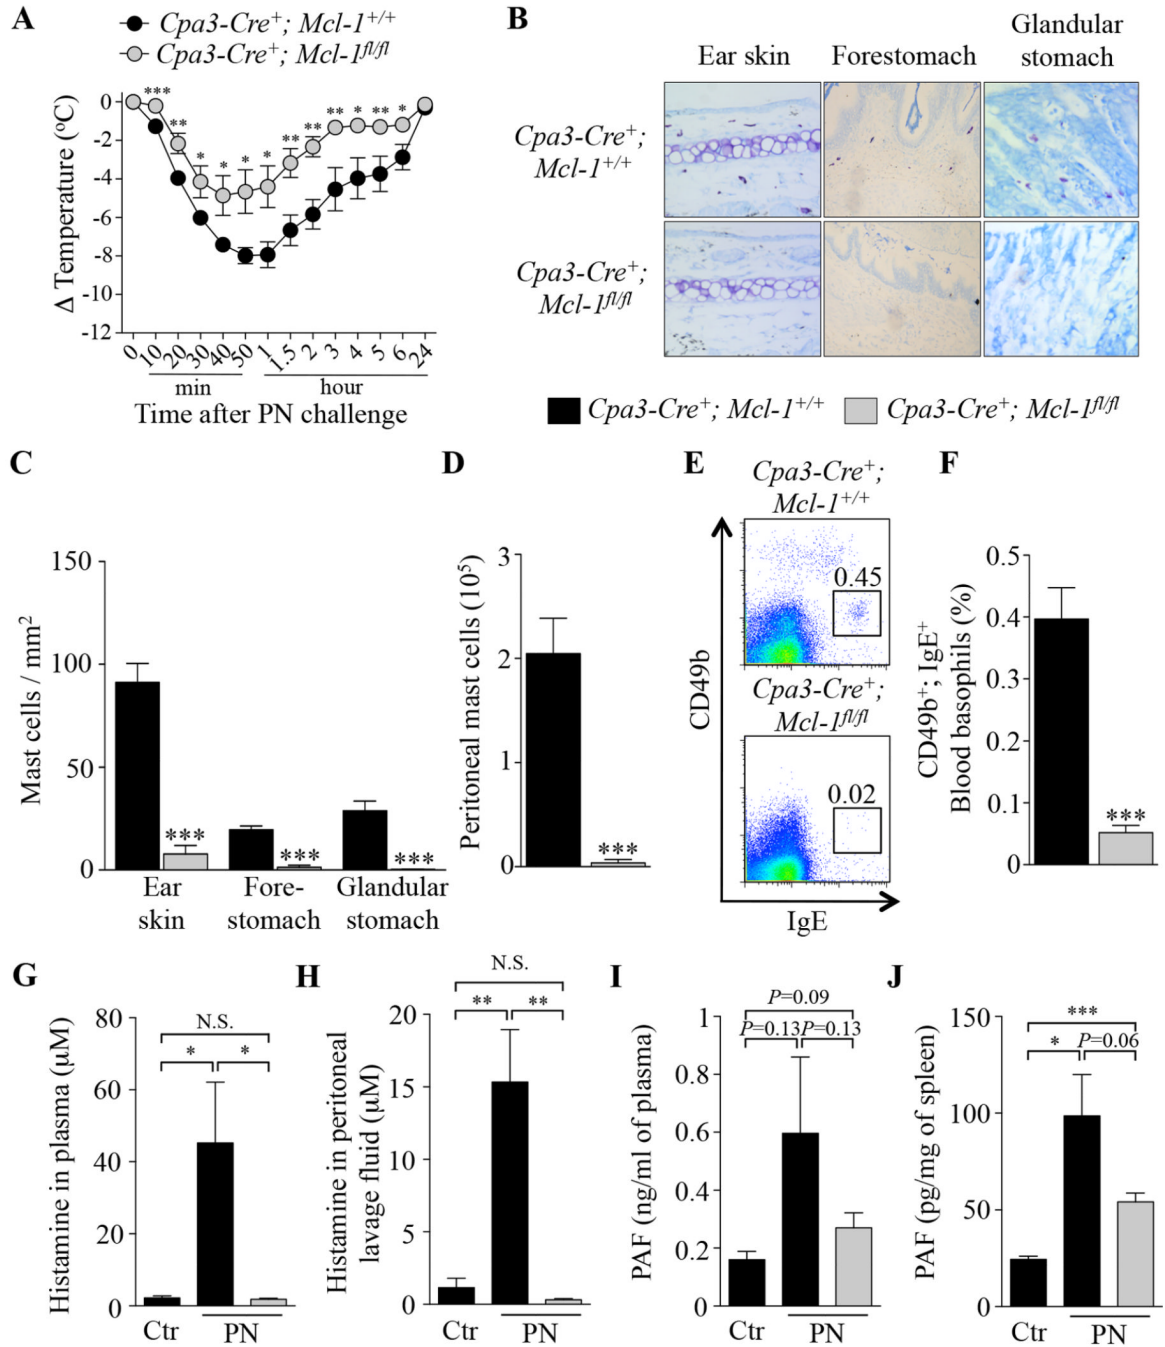 A
Cpa3-Cre+; Mcl-1+/+
Cpa3-Cre+; Mcl-1fl/fl
Δ Temperature (oC)
0
-2
-4
-6
-8
-10
-12
***
**
*
*
*
*
**
**
**
*
**
*
0 10 20 30 40 50 1 1.5 2 3 4 5 6 24
min hour
Time after PN challenge
B
Ear skin Forestomach Glandular
stomach
Cpa3-Cre+;
Mcl-1+/+
Cpa3-Cre+;
Mcl-1fl/fl
Cpa3-Cre+; Mcl-1+/+ Cpa3-Cre+; Mcl-1fl/fl
C
Mast cells / mm2
150
100
50
0
***
***
***
Ear
skin
Fore-
stomach
Glandular
stomach
D
Peritoneal mast cells (105)
3
2
1
0
***
E
Cpa3-Cre+;
Mcl-1+/+
0.45
Cpa3-Cre+;
Mcl-1fl/fl
0.02
CD49b
IgE
F
CD49b+; IgE+
Blood basophils (%)
0.5
0.4
0.3
0.2
0.1
0
***
G
Histamine in plasma (μM)
80
60
40
20
0
N.S.
* *
Ctr PN
H
Histamine in peritoneal
lavage fluid (μM)
20
15
10
5
0
N.S.
** **
Ctr PN
I
PAF (ng/ml of plasma)
1
0.8
0.6
0.4
0.2
0
P=0.09
P=0.13 P=0.13
Ctr PN
J
PAF (pg/mg of spleen)
150
100
50
0
***
* P=0.06
Ctr PN